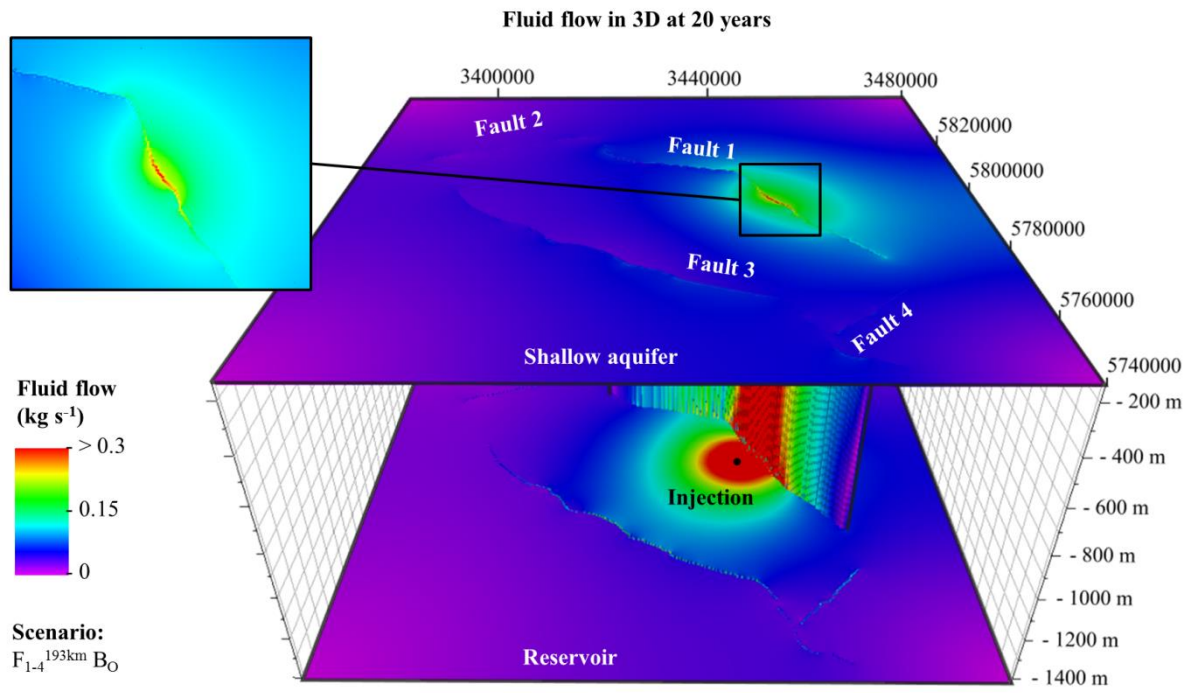 Fluid flow in 3D at 20 years
3400000
3440000
3480000
5820000
5800000
5780000
5760000
5740000
Fault 2
Fault 1
Fault 3
Fault 4
Shallow aquifer
Fluid flow
(kg s⁻¹)
> 0.3
0.15
0
- 200 m
- 400 m
- 600 m
- 800 m
- 1000 m
- 1200 m
- 1400 m
Injection
Reservoir
Scenario:
F₁₋₄¹⁹³ᵏᵐ B_O